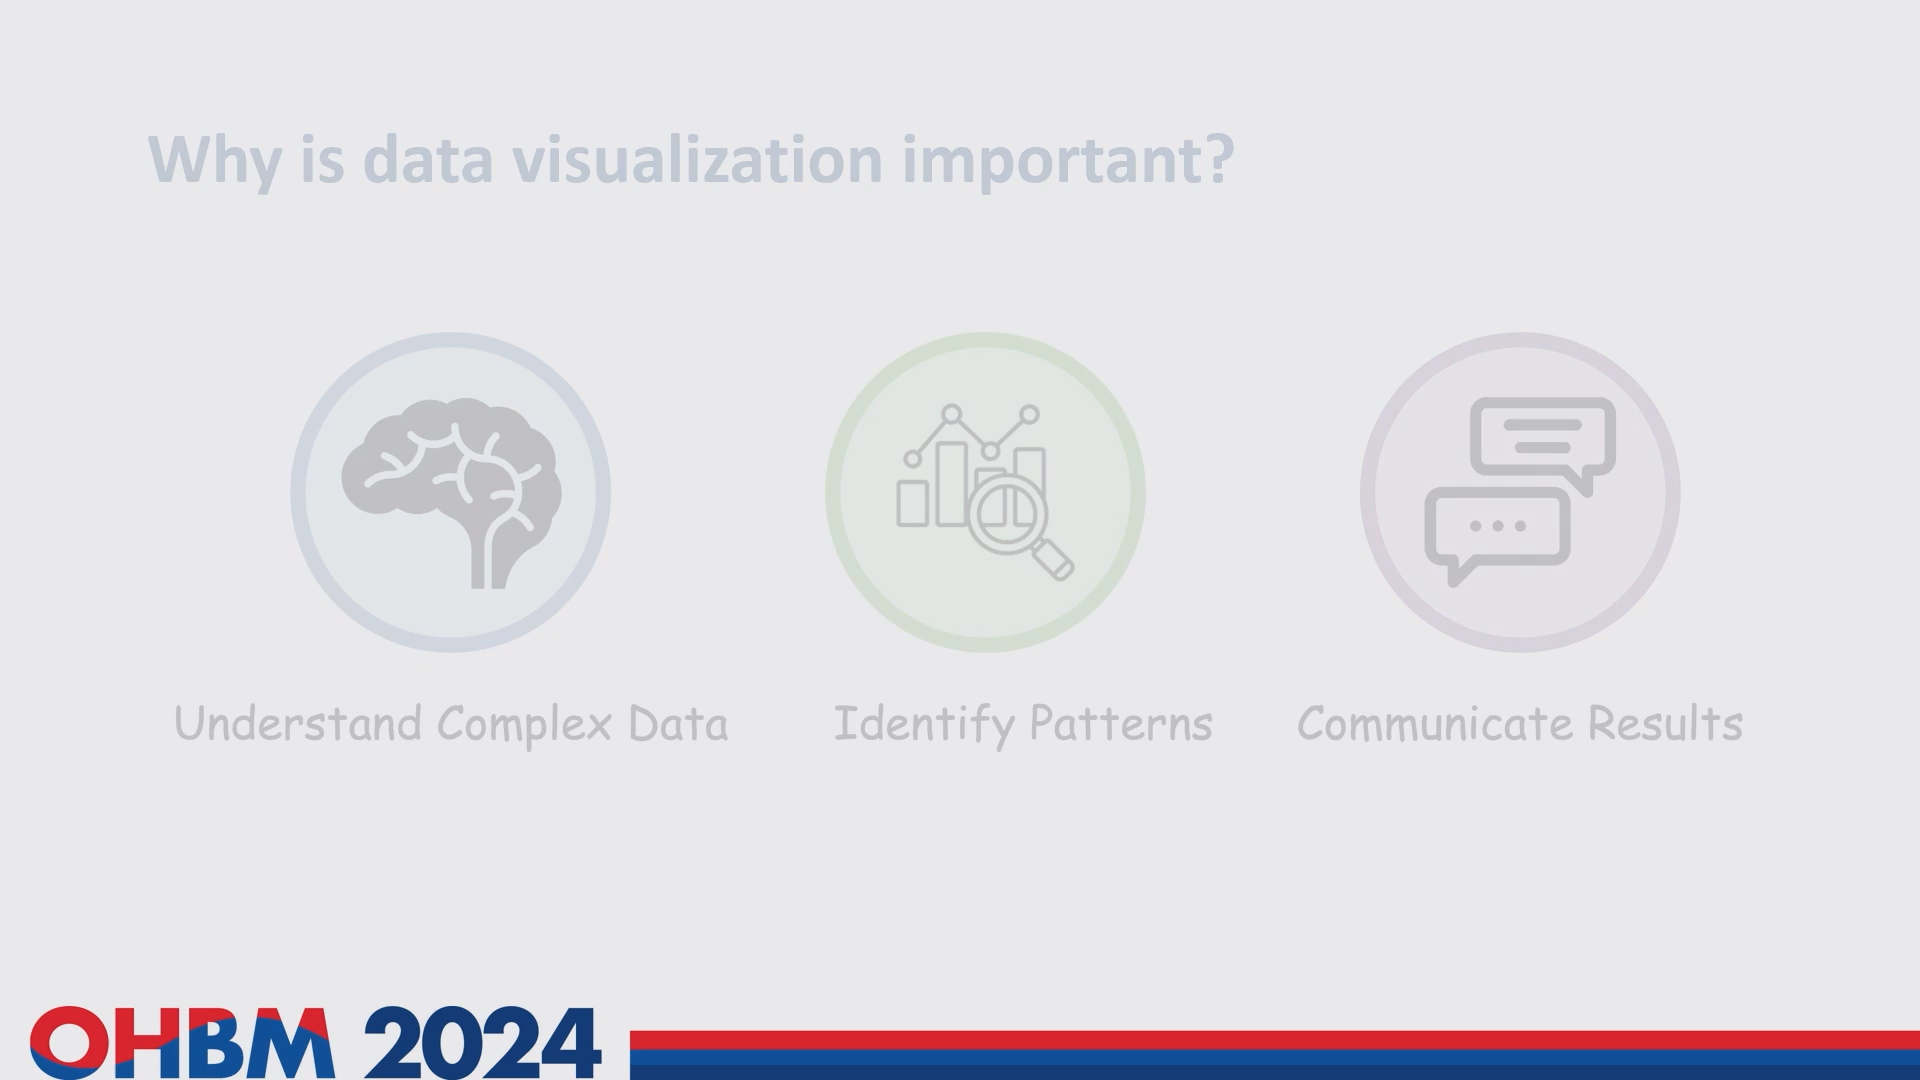 Why is data visualization important?
Understand Complex Data
Identify Patterns
Communicate Results
OHBM 2024